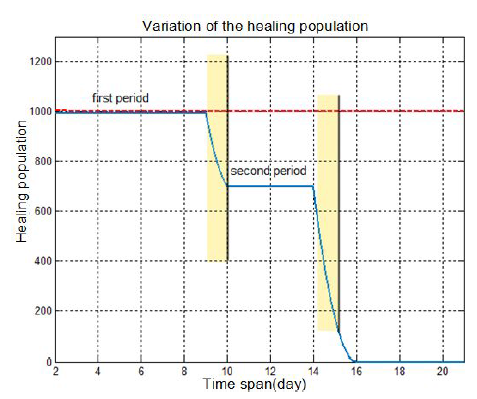 Variation of the healing population
1200
1000
800
600
400
200
0
Healing population
first period
second period
2 4 6 8 10 12 14 16 18 20
Time span(day)